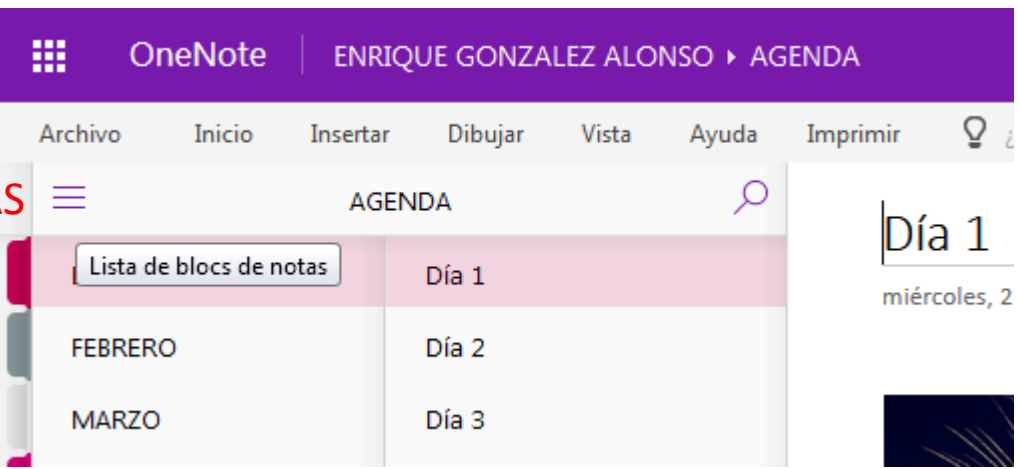 OneNote ENRIQUE GONZALEZ ALONSO ▸ AGENDA
Archivo Inicio Insertar Dibujar Vista Ayuda Imprimir
AS AGENDA
Lista de blocs de notas
Día 1
FEBRERO Día 2
MARZO Día 3
Día 1
miércoles, 2